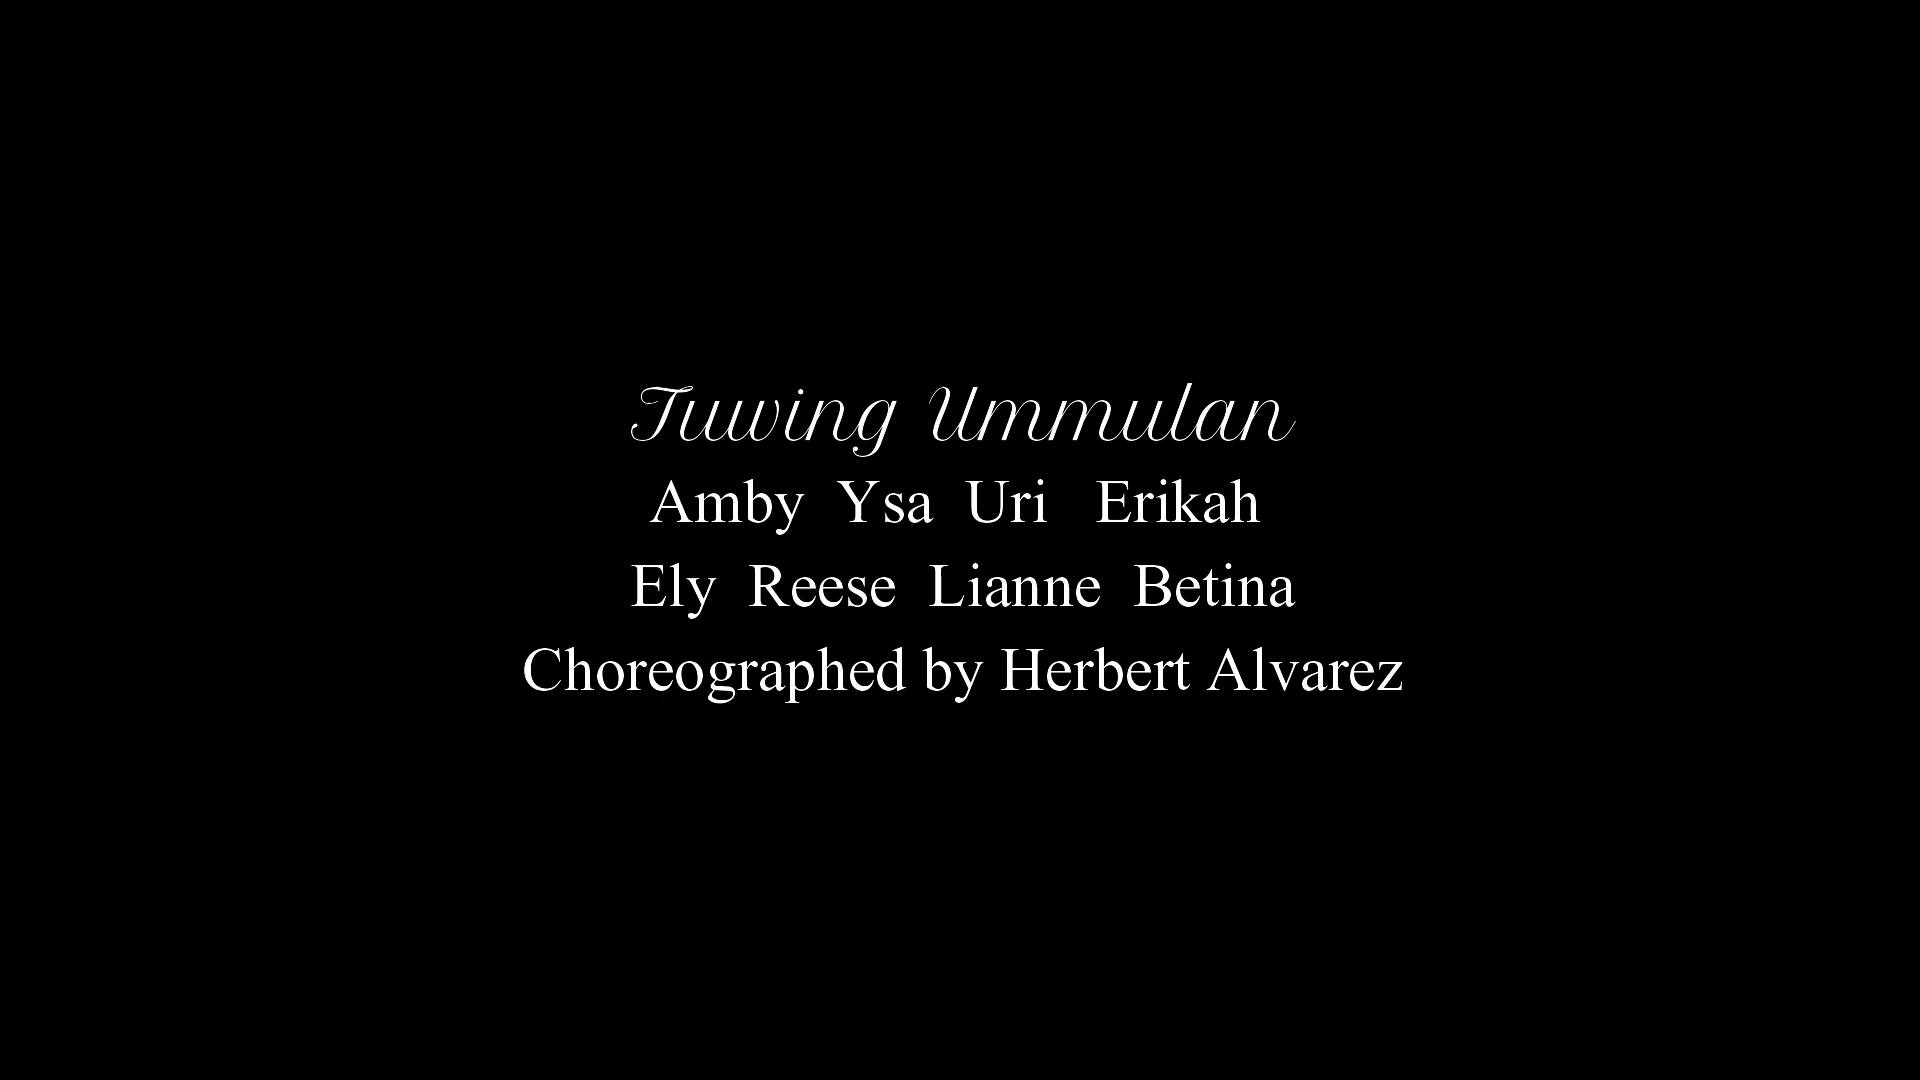 Tuwing Ummulan
Amby Ysa Uri Erikah
Ely Reese Lianne Betina
Choreographed by Herbert Alvarez